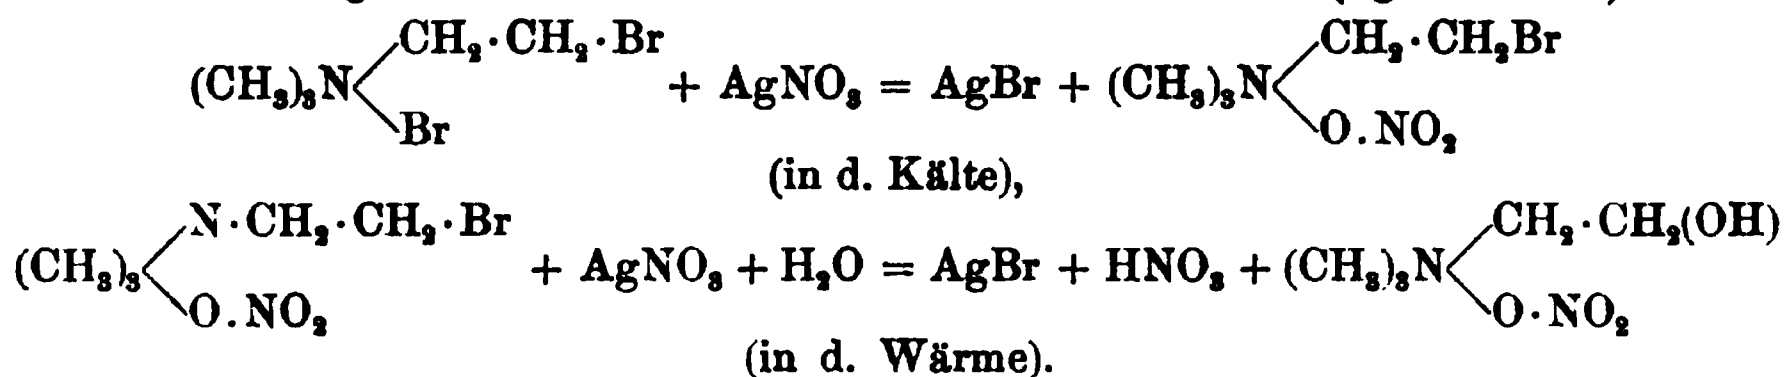 CH₂·CH₂·Br CH₂·CH₂Br
(CH₃)₃N + AgNO₃ = AgBr + (CH₃)₃N
Br O.NO₂
(in d. Kälte),
N·CH₂·CH₂·Br CH₂·CH₂(OH)
(CH₃)₃ + AgNO₃ + H₂O = AgBr + HNO₃ + (CH₃)₃N
O.NO₂ O·NO₂
(in d. Wärme).